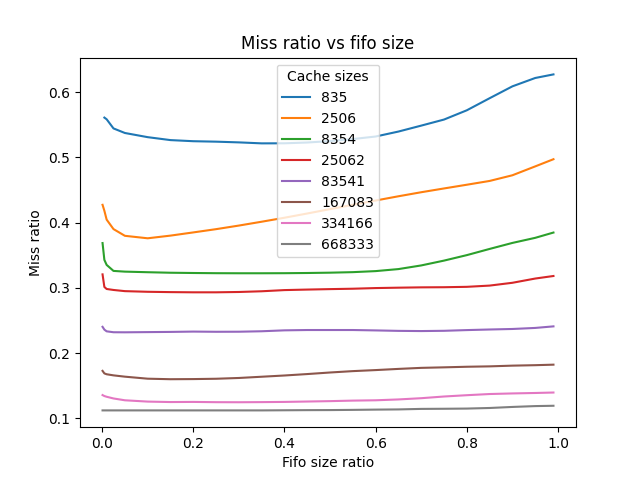 Miss ratio vs fifo size
Cache sizes
835
2506
8354
25062
83541
167083
334166
668333
0.6
0.5
0.4
0.3
0.2
0.1
Miss ratio
0.0 0.2 0.4 0.6 0.8 1.0
Fifo size ratio